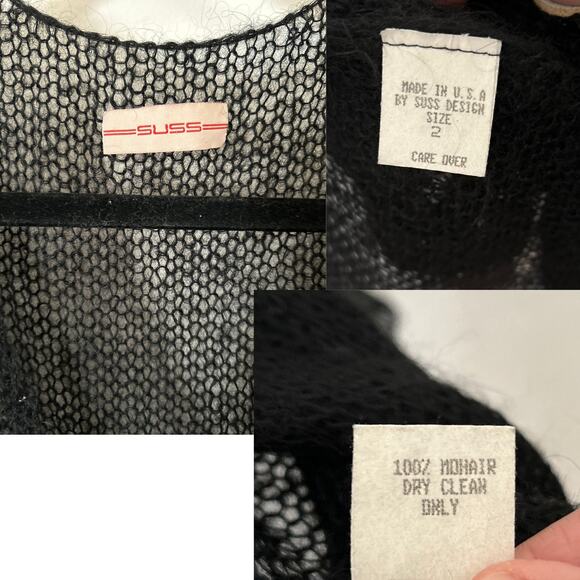 SUSS
MADE IN U.S.A
BY SUSS DESIGN
SIZE
2
CARE OVER
100% MOHAIR
DRY CLEAN
ONLY